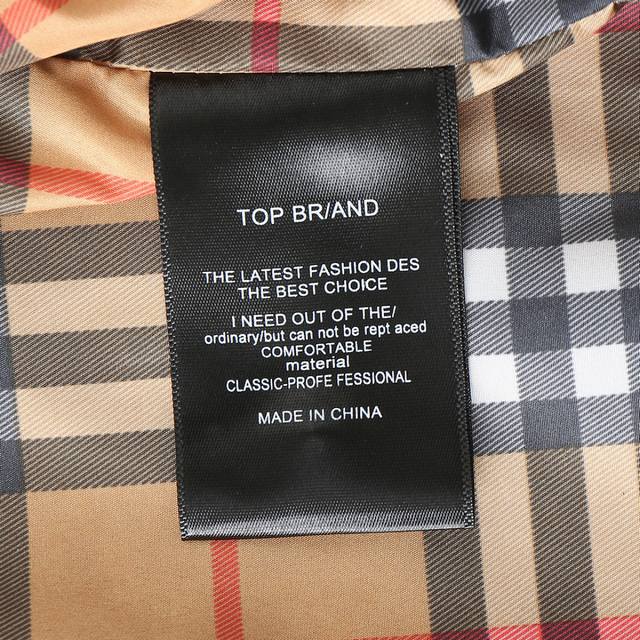 TOP BR/AND
THE LATEST FASHION DES
THE BEST CHOICE
I NEED OUT OF THE/
ordinary/but can not be rept aced
COMFORTABLE
material
CLASSIC-PROFE FESSIONAL
MADE IN CHINA